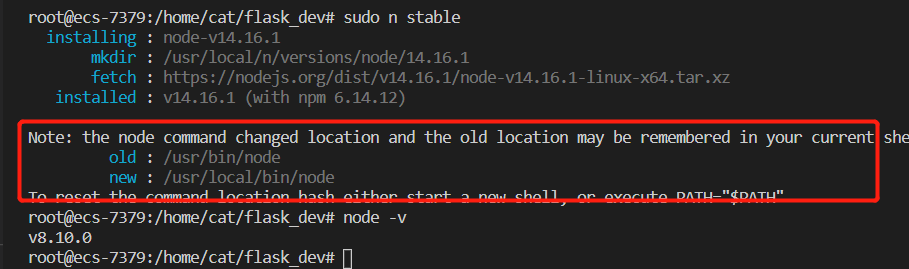 root@ecs-7379:/home/cat/flask_dev# sudo n stable
installing : node-v14.16.1
mkdir : /usr/local/n/versions/node/14.16.1
fetch : https://nodejs.org/dist/v14.16.1/node-v14.16.1-linux-x64.tar.xz
installed : v14.16.1 (with npm 6.14.12)
Note: the node command changed location and the old location may be remembered in your current she
old : /usr/bin/node
new : /usr/local/bin/node
To reset the command location hash either start a new shell, or execute PATH="$PATH"
root@ecs-7379:/home/cat/flask_dev# node -v
v8.10.0
root@ecs-7379:/home/cat/flask_dev#